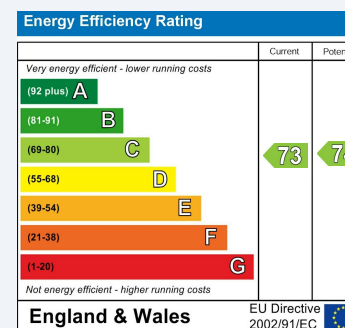 Energy Efficiency Rating
Current
Very energy efficient - lower running costs
(92 plus) A
(81-91) B
(69-80) C
73
(55-68) D
(39-54) E
(21-38) F
(1-20) G
Not energy efficient - higher running costs
England & Wales
EU Directive
2002/91/EC